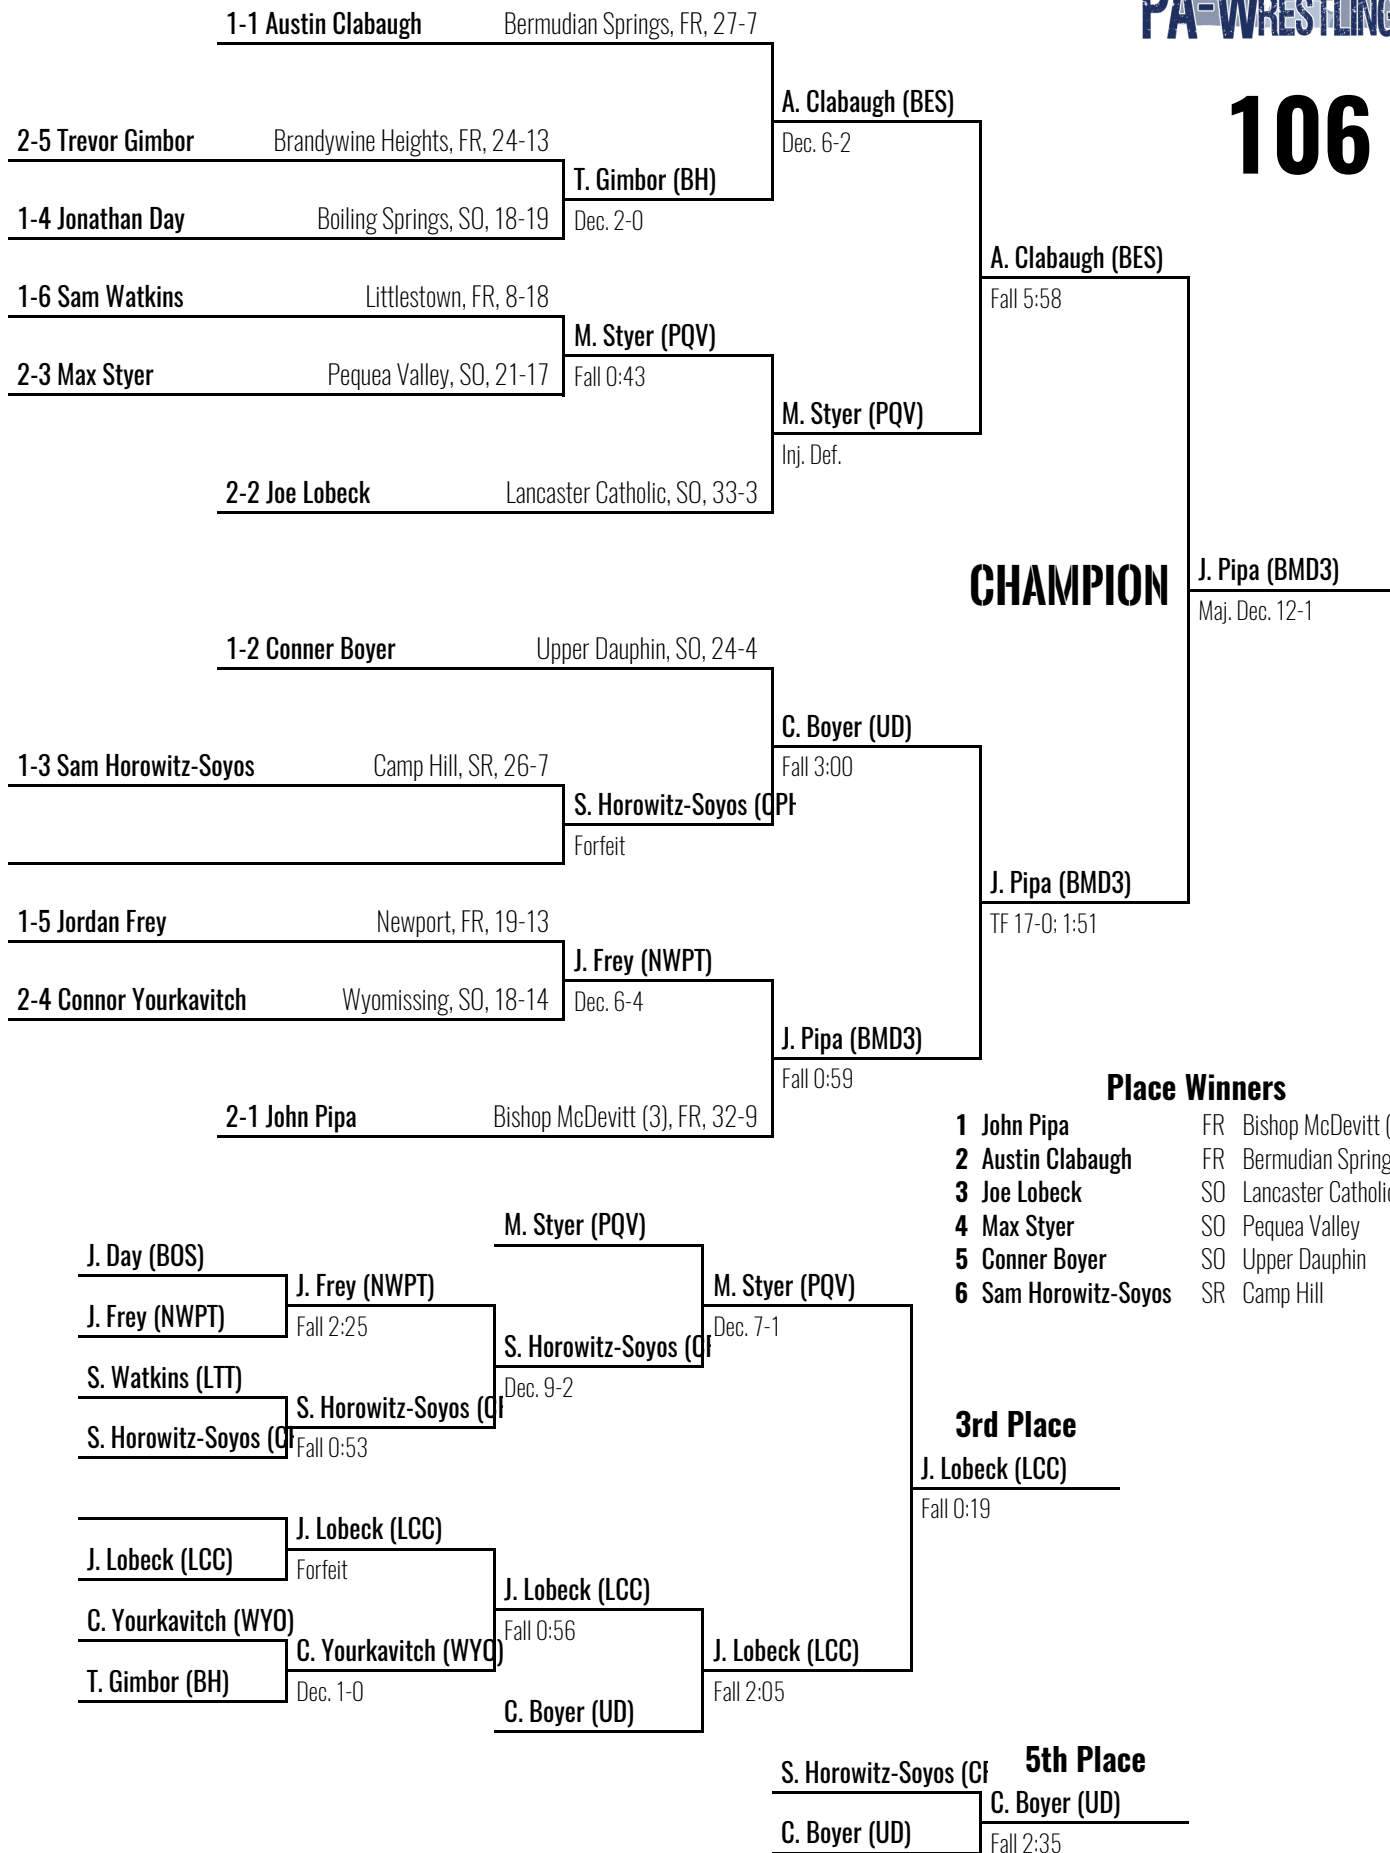 PA-WRESTLING
106
1-1 Austin Clabaugh Bermudian Springs, FR, 27-7
A. Clabaugh (BES)
Dec. 6-2
2-5 Trevor Gimbor Brandywine Heights, FR, 24-13
T. Gimbor (BH)
Dec. 2-0
1-4 Jonathan Day Boiling Springs, SO, 18-19
A. Clabaugh (BES)
Fall 5:58
1-6 Sam Watkins Littlestown, FR, 8-18
M. Styer (PQV)
Fall 0:43
2-3 Max Styer Pequea Valley, SO, 21-17
M. Styer (PQV)
Inj. Def.
2-2 Joe Lobeck Lancaster Catholic, SO, 33-3
CHAMPION
J. Pipa (BMD3)
Maj. Dec. 12-1
1-2 Conner Boyer Upper Dauphin, SO, 24-4
C. Boyer (UD)
Fall 3:00
1-3 Sam Horowitz-Soyos Camp Hill, SR, 26-7
S. Horowitz-Soyos (CPH
Forfeit
J. Pipa (BMD3)
TF 17-0; 1:51
1-5 Jordan Frey Newport, FR, 19-13
J. Frey (NWPT)
Dec. 6-4
2-4 Connor Yourkavitch Wyomissing, SO, 18-14
J. Pipa (BMD3)
Fall 0:59
2-1 John Pipa Bishop McDevitt (3), FR, 32-9
Place Winners
1 John Pipa FR Bishop McDevitt (
2 Austin Clabaugh FR Bermudian Spring
3 Joe Lobeck SO Lancaster Catholic
4 Max Styer SO Pequea Valley
5 Conner Boyer SO Upper Dauphin
6 Sam Horowitz-Soyos SR Camp Hill
M. Styer (PQV)
J. Day (BOS)
J. Frey (NWPT)
Fall 2:25
J. Frey (NWPT)
M. Styer (PQV)
Dec. 7-1
S. Horowitz-Soyos (CP
Dec. 9-2
S. Watkins (LTT)
S. Horowitz-Soyos (CP
Fall 0:53
S. Horowitz-Soyos (CP
3rd Place
J. Lobeck (LCC)
Fall 0:19
J. Lobeck (LCC)
Forfeit
J. Lobeck (LCC)
J. Lobeck (LCC)
Fall 0:56
C. Yourkavitch (WYO)
C. Yourkavitch (WYO)
Dec. 1-0
T. Gimbor (BH)
J. Lobeck (LCC)
Fall 2:05
C. Boyer (UD)
5th Place
S. Horowitz-Soyos (CP
C. Boyer (UD)
Fall 2:35
C. Boyer (UD)